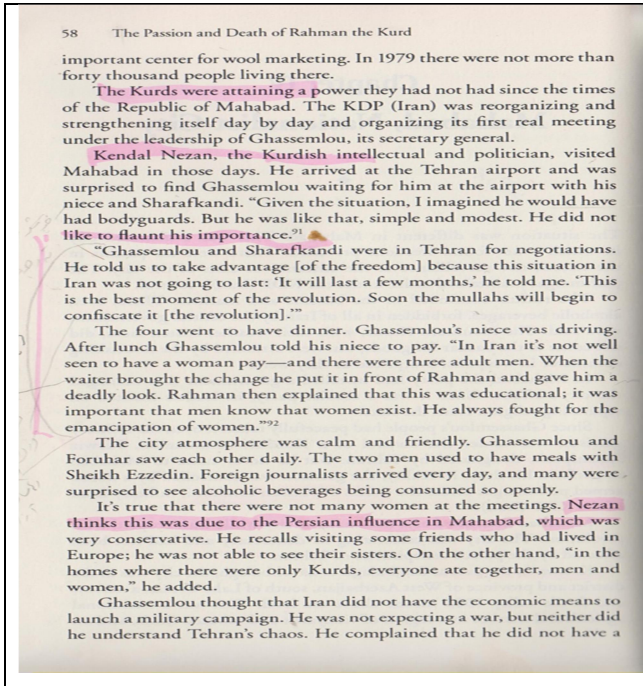 58 The Passion and Death of Rahman the Kurd
important center for wool marketing. In 1979 there were not more than
forty thousand people living there.
The Kurds were attaining a power they had not had since the times
of the Republic of Mahabad. The KDP (Iran) was reorganizing and
strengthening itself day by day and organizing its first real meeting
under the leadership of Ghassemlou, its secretary general.
Kendal Nezan, the Kurdish intellectual and politician, visited
Mahabad in those days. He arrived at the Tehran airport and was
surprised to find Ghassemlou waiting for him at the airport with his
niece and Sharafkandi. “Given the situation, I imagined he would have
had bodyguards. But he was like that, simple and modest. He did not
like to flaunt his importance.91
“Ghassemlou and Sharafkandi were in Tehran for negotiations.
He told us to take advantage [of the freedom] because this situation in
Iran was not going to last: ‘It will last a few months,’ he told me. ‘This
is the best moment of the revolution. Soon the mullahs will begin to
confiscate it [the revolution].’”
The four went to have dinner. Ghassemlou’s niece was driving.
After lunch Ghassemlou told his niece to pay. “In Iran it’s not well
seen to have a woman pay—and there were three adult men. When the
waiter brought the change he put it in front of Rahman and gave him a
deadly look. Rahman then explained that this was educational; it was
important that men know that women exist. He always fought for the
emancipation of women.”92
The city atmosphere was calm and friendly. Ghassemlou and
Foruhar saw each other daily. The two men used to have meals with
Sheikh Ezzedin. Foreign journalists arrived every day, and many were
surprised to see alcoholic beverages being consumed so openly.
It’s true that there were not many women at the meetings. Nezan
thinks this was due to the Persian influence in Mahabad, which was
very conservative. He recalls visiting some friends who had lived in
Europe; he was not able to see their sisters. On the other hand, “in the
homes where there were only Kurds, everyone ate together, men and
women,” he added.
Ghassemlou thought that Iran did not have the economic means to
launch a military campaign. He was not expecting a war, but neither did
he understand Tehran’s chaos. He complained that he did not have a